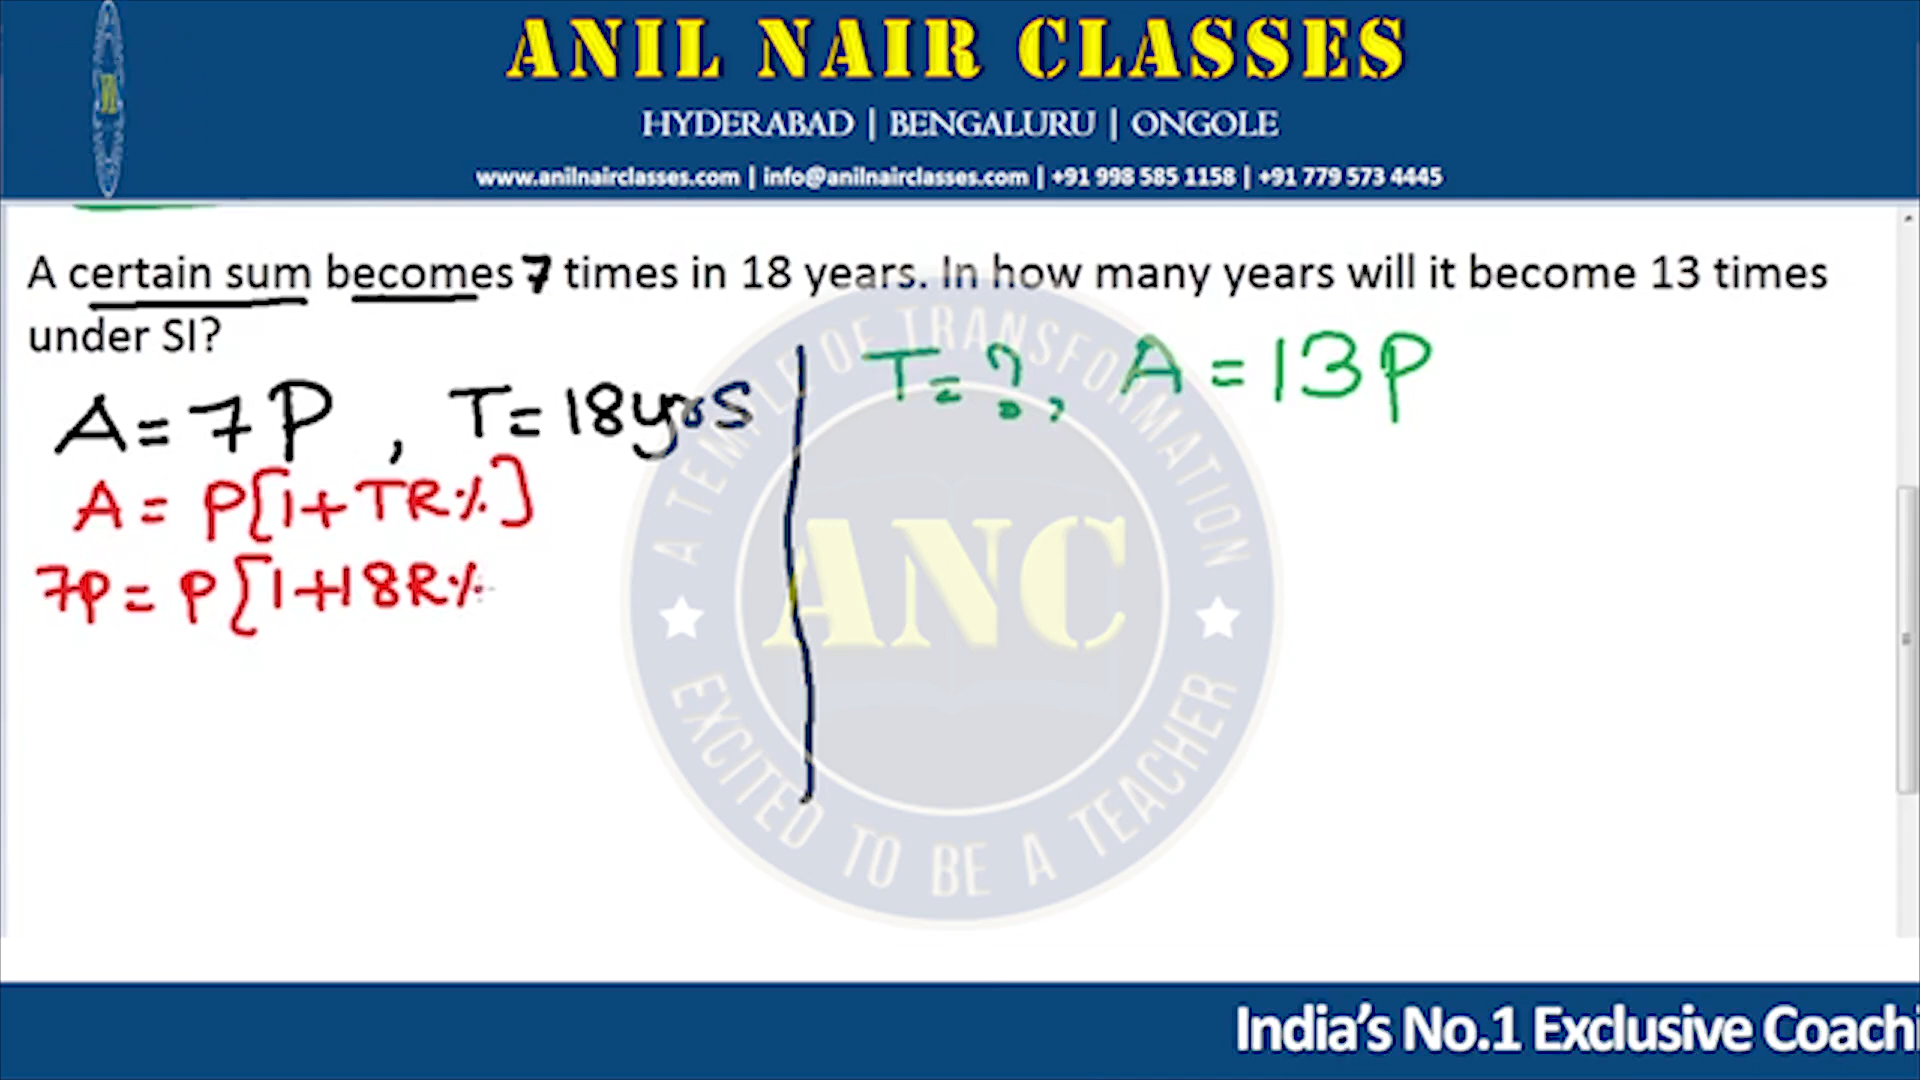 ANIL NAIR CLASSES
HYDERABAD | BENGALURU | ONGOLE
www.anilnairclasses.com | info@anilnairclasses.com | +91 998 585 1158 | +91 779 573 4445
A certain sum becomes 7 times in 18 years. In how many years will it become 13 times
under SI?
A = 7P , T = 18yrs
A = P[1+TR%]
7P = P[1+18R%
T = ?, A = 13P
A TEMPLE OF TRANSFORMATION
ANC
EXCITED TO BE A TEACHER
India's No.1 Exclusive Coachi